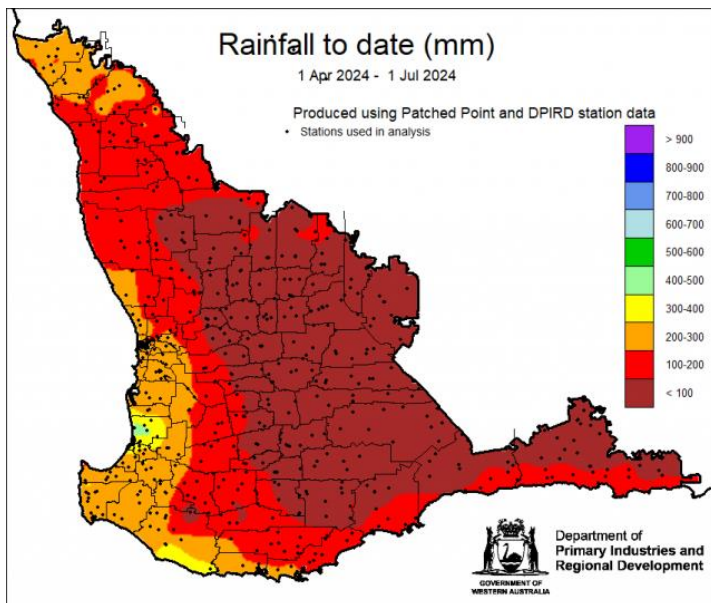 Rainfall to date (mm)
1 Apr 2024 - 1 Jul 2024
Produced using Patched Point and DPIRD station data
Stations used in analysis
> 900
800-900
700-800
600-700
500-600
400-500
300-400
200-300
100-200
< 100
Department of
Primary Industries and
Regional Development
GOVERNMENT OF
WESTERN AUSTRALIA